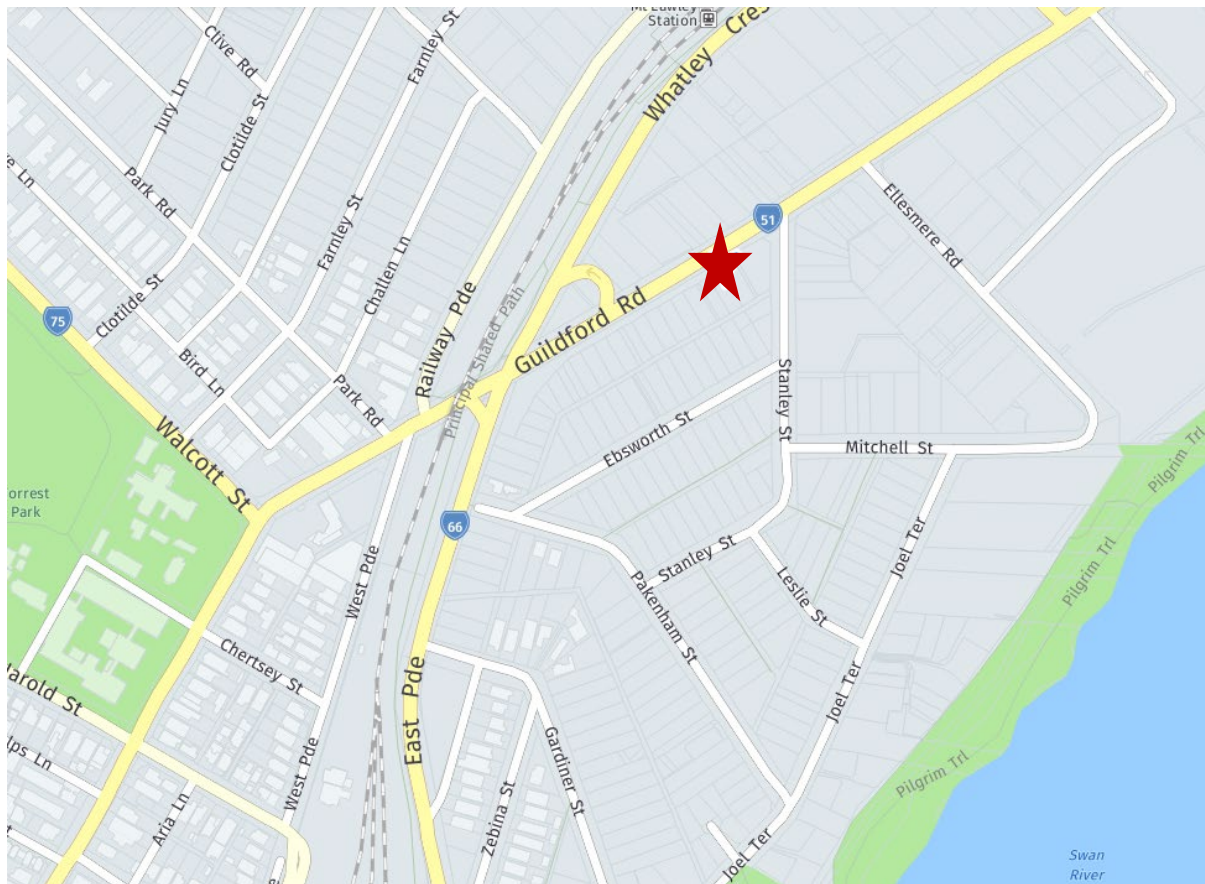 Mt Lawley
Station
Whatley Cres
Clive Rd
Farnley St
Jury Ln
Clotilde St
Park Rd
Farnley St
Challen Ln
Railway Pde
Principal Shared Path
51
Ellesmere Rd
Clotilde St
75
Bird Ln
Park Rd
Guildford Rd
Stanley St
Ebsworth St
Mitchell St
Pilgrim Trl
Walcott St
orrest
Park
66
West Pde
Stanley St
Joel Ter
Pilgrim Trl
Leslie St
Pakenham St
Chertsey St
Harold St
East Pde
Joel Ter
Gardiner St
West Pde
Pilgrim Trl
Aria Ln
Zebina St
Joel Ter
Swan
River